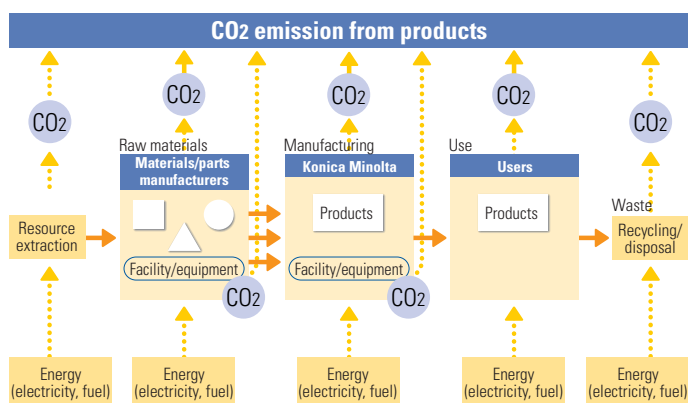 CO2 emission from products
CO2
CO2
CO2
CO2
CO2
Raw materials
Manufacturing
Use
Materials/parts
manufacturers
Konica Minolta
Users
Waste
Resource
extraction
Products
Products
Recycling/
disposal
Facility/equipment
Facility/equipment
CO2
CO2
Energy
(electricity, fuel)
Energy
(electricity, fuel)
Energy
(electricity, fuel)
Energy
(electricity, fuel)
Energy
(electricity, fuel)